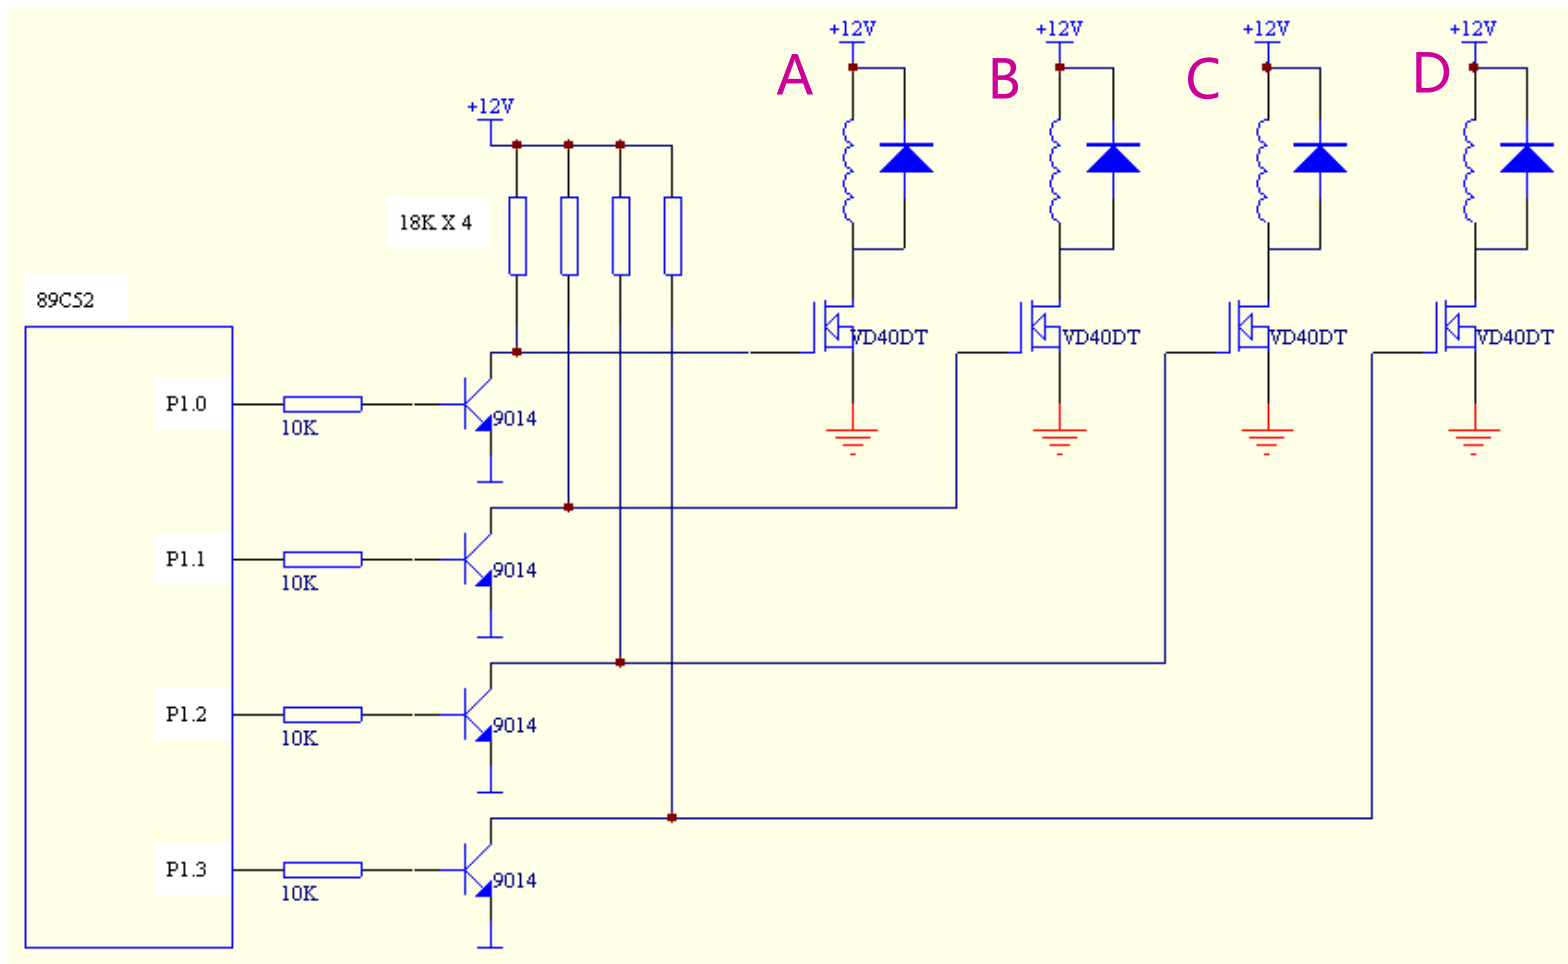 +12V
+12V
+12V
+12V
A
B
C
D
+12V
18K X 4
89C52
VD40DT
VD40DT
VD40DT
VD40DT
P1.0
10K
9014
P1.1
10K
9014
P1.2
10K
9014
P1.3
10K
9014